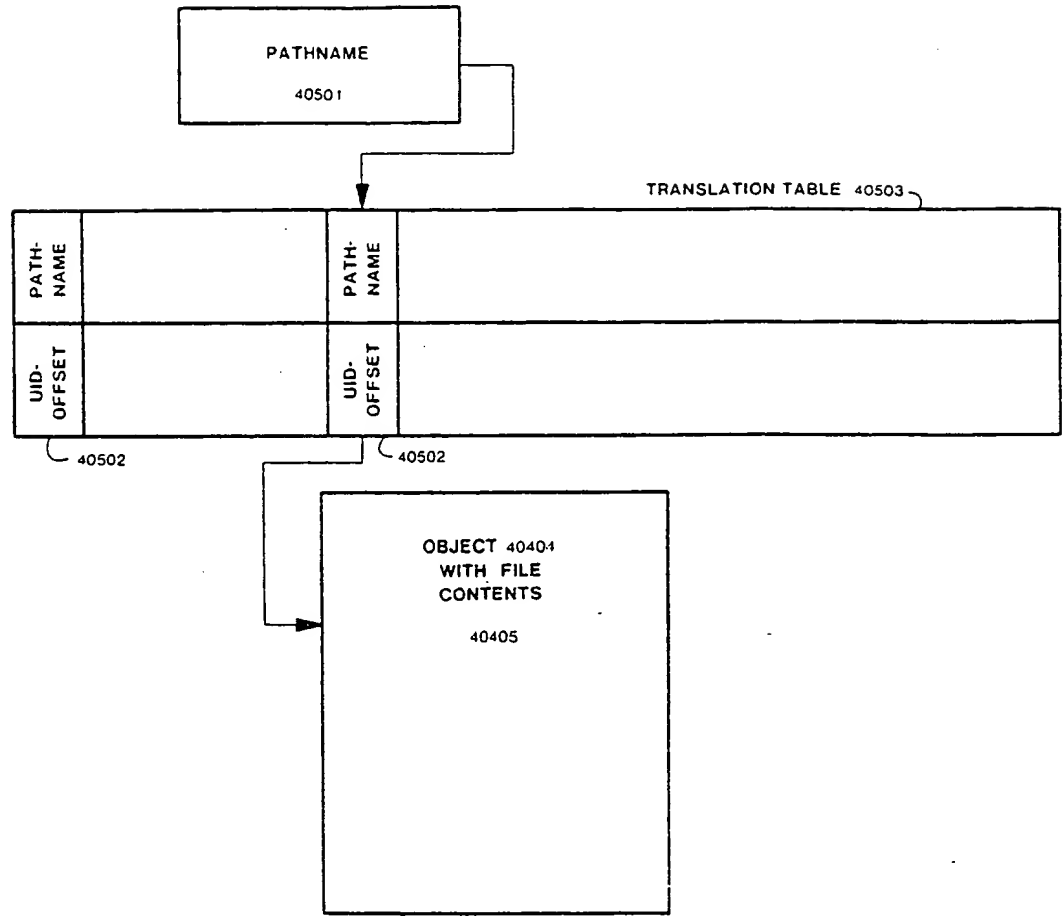 PATHNAME
40501
TRANSLATION TABLE 40503
PATH-
NAME
PATH-
NAME
UID-
OFFSET
UID-
OFFSET
40502
40502
OBJECT 40404
WITH FILE
CONTENTS
40405